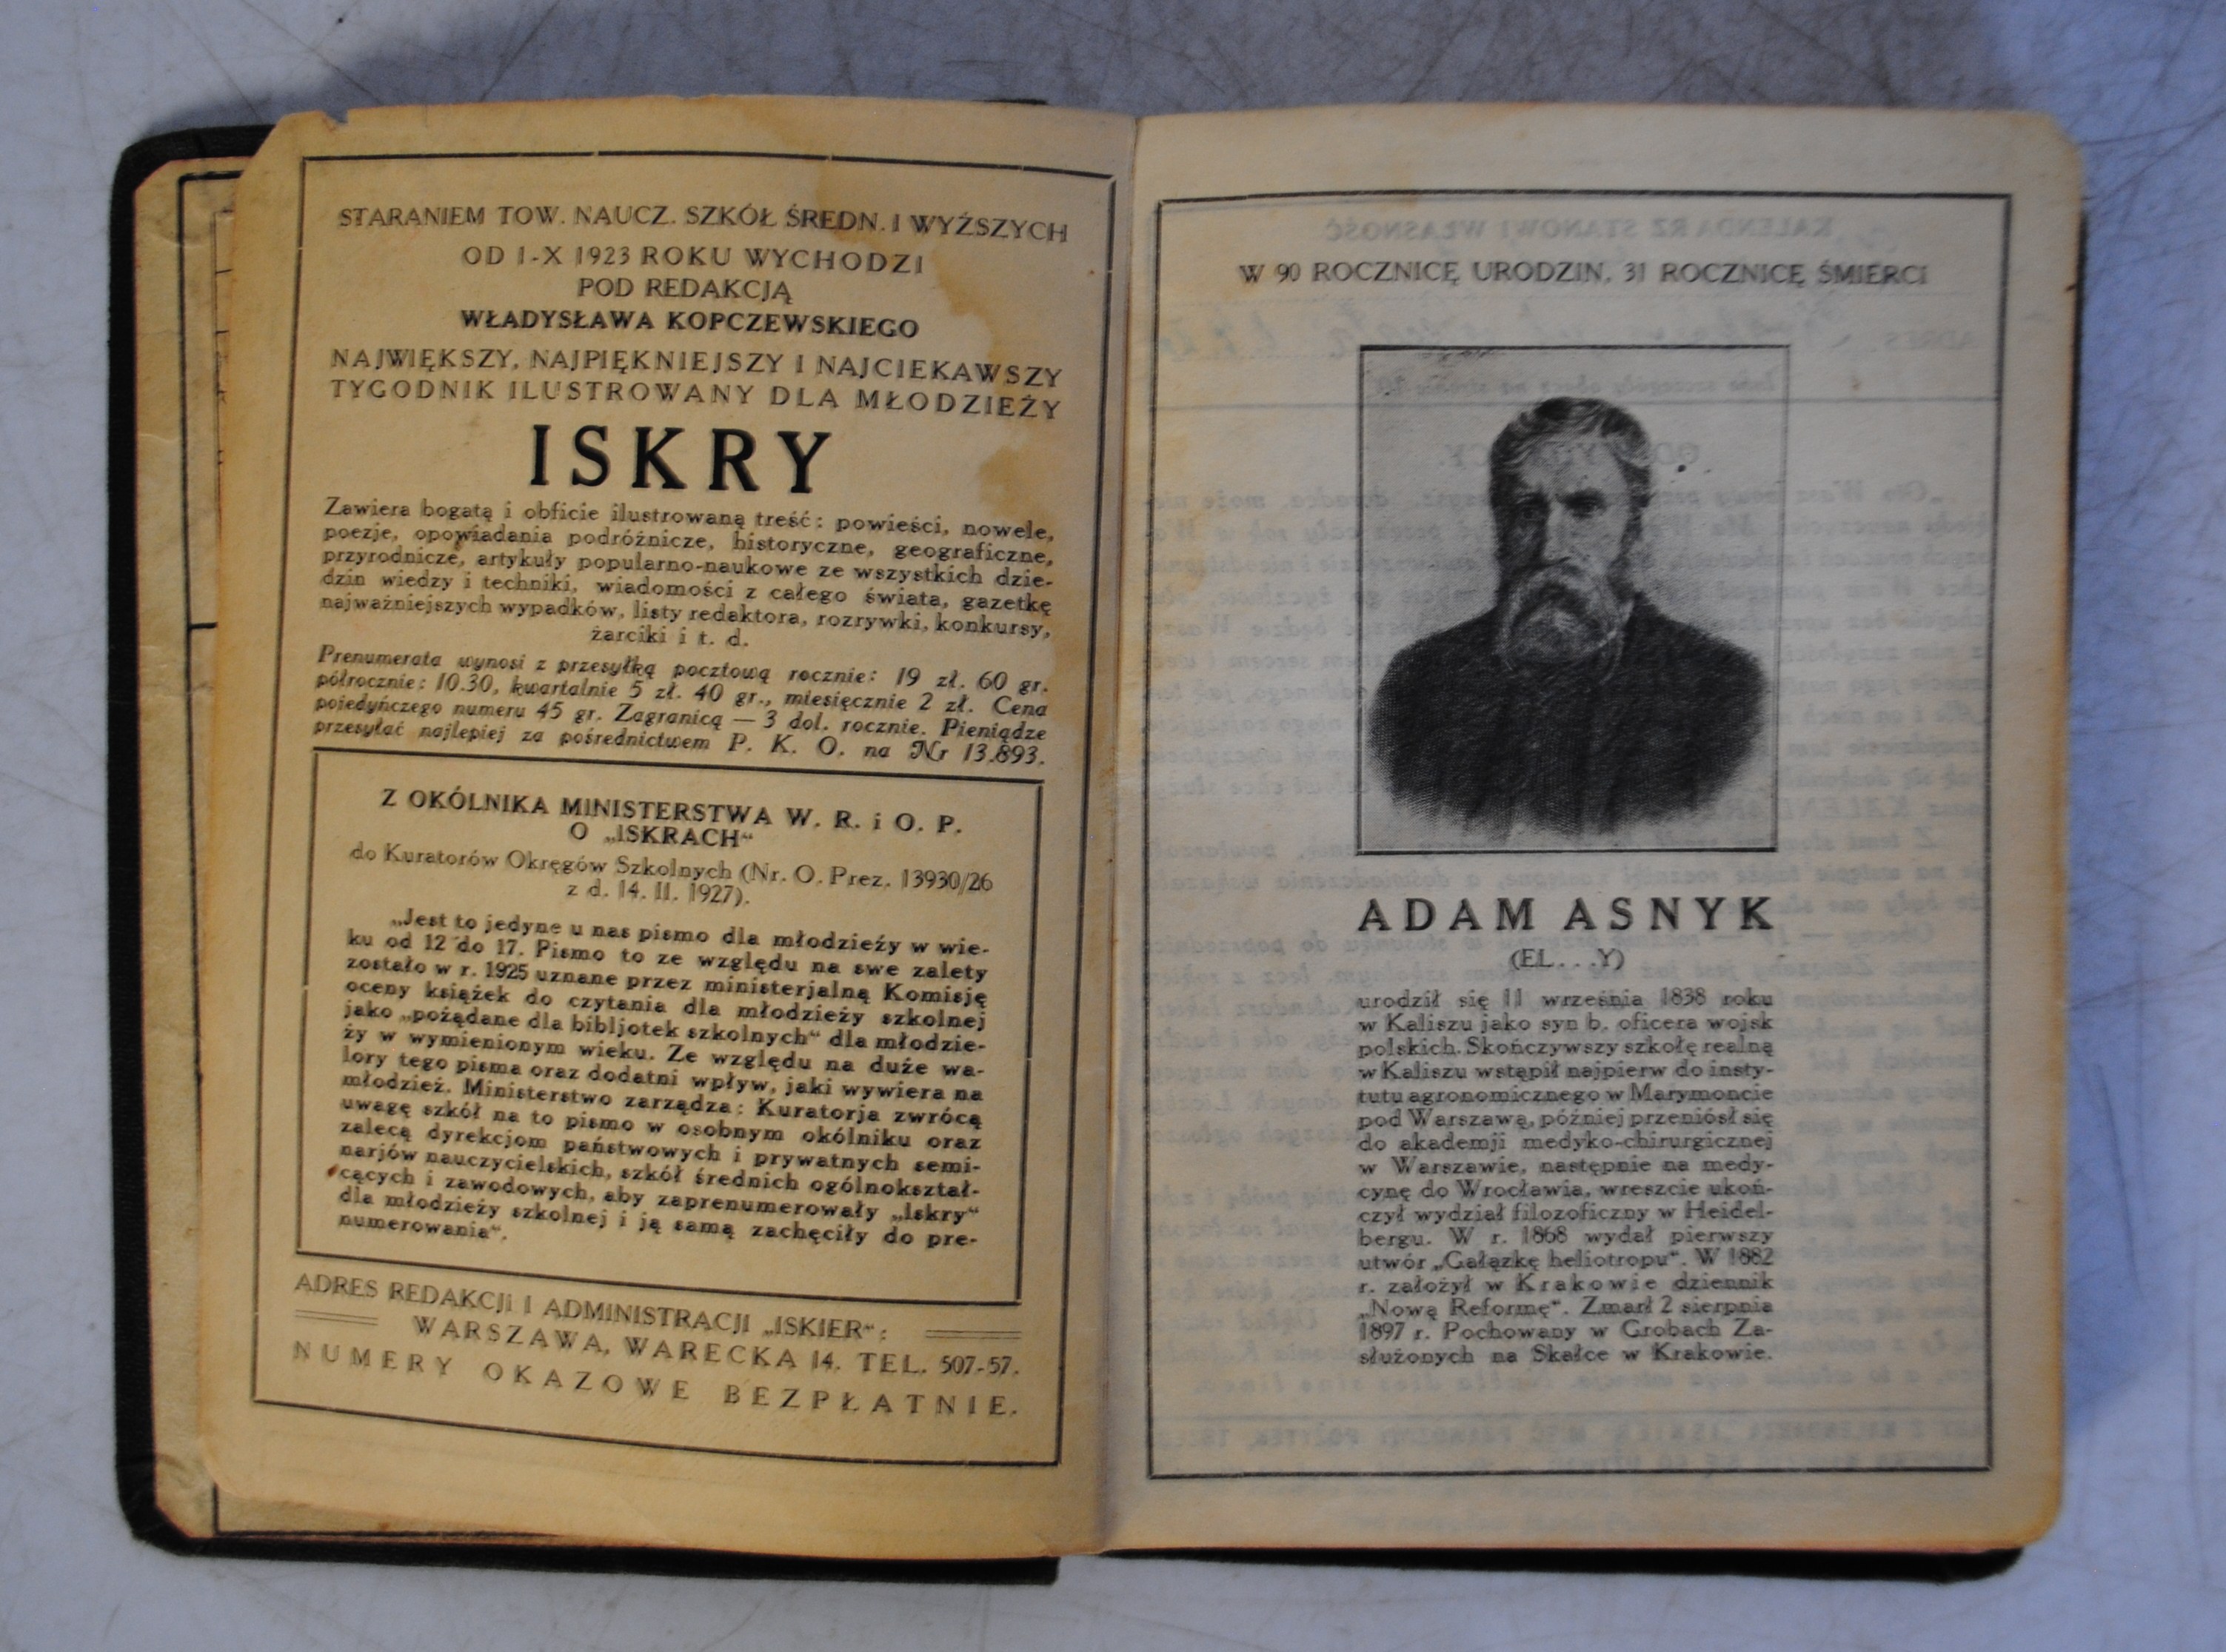 STARANIEM TOW. NAUCZ. SZKÓŁ ŚREDN. I WYŻSZYCH
OD 1-X 1923 ROKU WYCHODZI
POD REDAKCJĄ
WŁADYSŁAWA KOPCZEWSKIEGO
NAJWIĘKSZY, NAJPIĘKNIEJSZY I NAJCIEKAWSZY
TYGODNIK ILUSTROWANY DLA MŁODZIEŻY
ISKRY
Zawiera bogatą i obficie ilustrowaną treść: powieści, nowele,
poezje, opowiadania podróżnicze, historyczne, geograficzne,
przyrodnicze, artykuły popularno-naukowe ze wszystkich dzie-
dzin wiedzy i techniki, wiadomości z całego świata, gazetkę
najważniejszych wypadków, listy redaktora, rozrywki, konkursy,
żarciki i t. d.
Prenumerata wynosi z przesyłką pocztową rocznie: 19 zł. 60 gr.
półrocznie: 10.30, kwartalnie 5 zł. 40 gr., miesięcznie 2 zł. Cena
pojedyńczego numeru 45 gr. Zagranicą — 3 dol. rocznie. Pieniądze
przesyłać najlepiej za pośrednictwem P. K. O. na Nr 13.893.
Z OKÓLNIKA MINISTERSTWA W. R. i O. P.
O „ISKRACH“
do Kuratorów Okręgów Szkolnych (Nr. O. Prez. 13930/26
z d. 14. II. 1927).
„Jest to jedyne u nas pismo dla młodzieży w wie-
ku od 12 do 17. Pismo to ze względu na swe zalety
zostało w r. 1925 uznane przez ministerjalną Komisję
oceny książek do czytania dla młodzieży szkolnej
jako „pożądane dla bibljotek szkolnych“ dla młodzie-
ży w wymienionym wieku. Ze względu na duże wa-
lory tego pisma oraz dodatni wpływ, jaki wywiera na
młodzież. Ministerstwo zarządza: Kuratorja zwrócą
uwagę szkół na to pismo w osobnym okólniku oraz
zalecą dyrekcjom państwowych i prywatnych semi-
narjów nauczycielskich, szkół średnich ogólnokształ-
cących i zawodowych, aby zaprenumerowały „Iskry“
dla młodzieży szkolnej i ją samą zachęciły do pre-
numerowania“.
ADRES REDAKCJI I ADMINISTRACJI „ISKIER“:
WARSZAWA, WARECKA 14. TEL. 507-57.
NUMERY OKAZOWE BEZPŁATNIE.
W 90 ROCZNICĘ URODZIN, 31 ROCZNICĘ ŚMIERCI
ADAM ASNYK
(EL...Y)
urodził się 11 września 1838 roku
w Kaliszu jako syn b. oficera wojsk
polskich. Skończywszy szkołę realną
w Kaliszu wstąpił najpierw do insty-
tutu agronomicznego w Marymoncie
pod Warszawą, później przeniósł się
do akademji medyko-chirurgicznej
w Warszawie, następnie na medy-
cynę do Wrocławia, wreszcie ukoń-
czył wydział filozoficzny w Heidel-
bergu. W r. 1868 wydał pierwszy
utwór „Gałązkę heliotropu“. W 1882
r. założył w Krakowie dziennik
„Nową Reformę“. Zmarł 2 sierpnia
1897 r. Pochowany w Grobach Za-
służonych na Skałce w Krakowie.